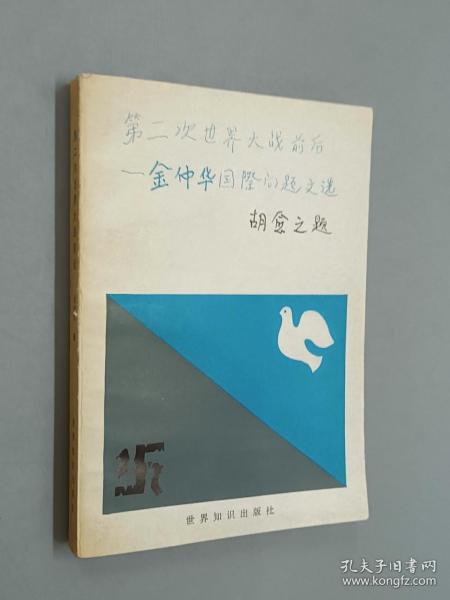 第二次世界大战前后
—金仲华国際问题文选
胡愈之题
世界知识出版社
孔夫子旧书网
www.kongfz.com